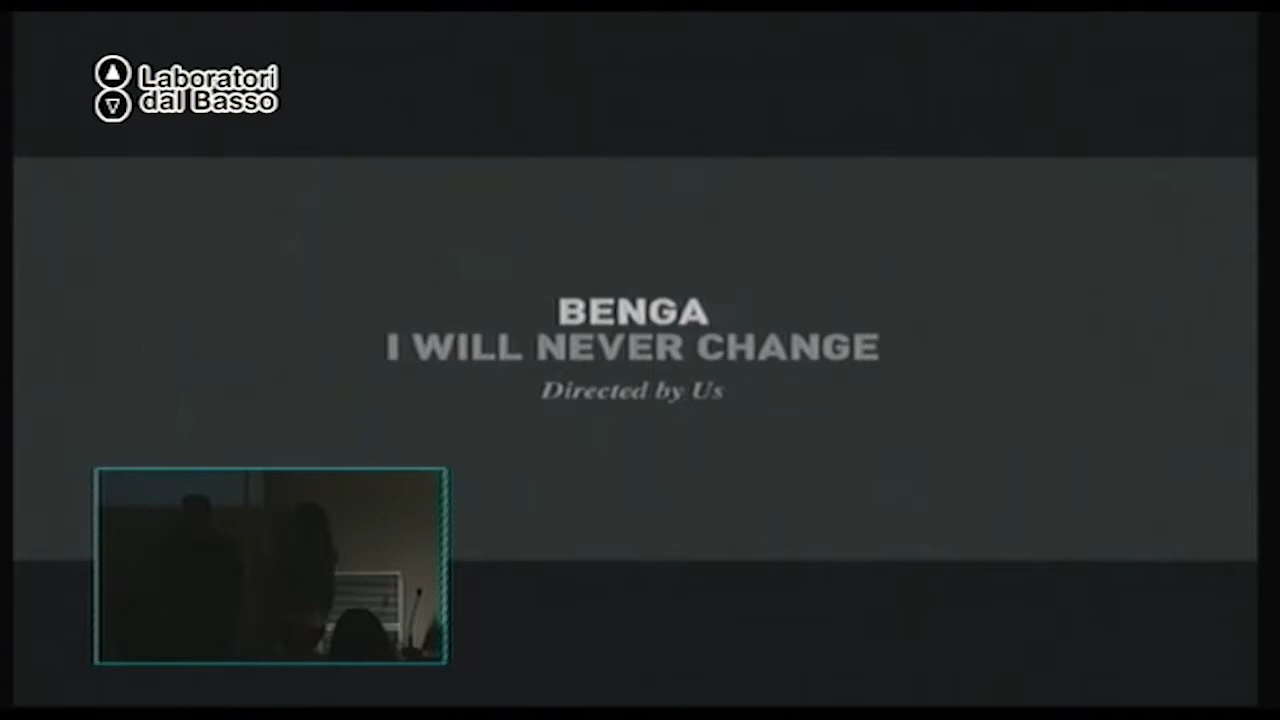 Laboratori
dal Basso
BENGA
I WILL NEVER CHANGE
Directed by Us